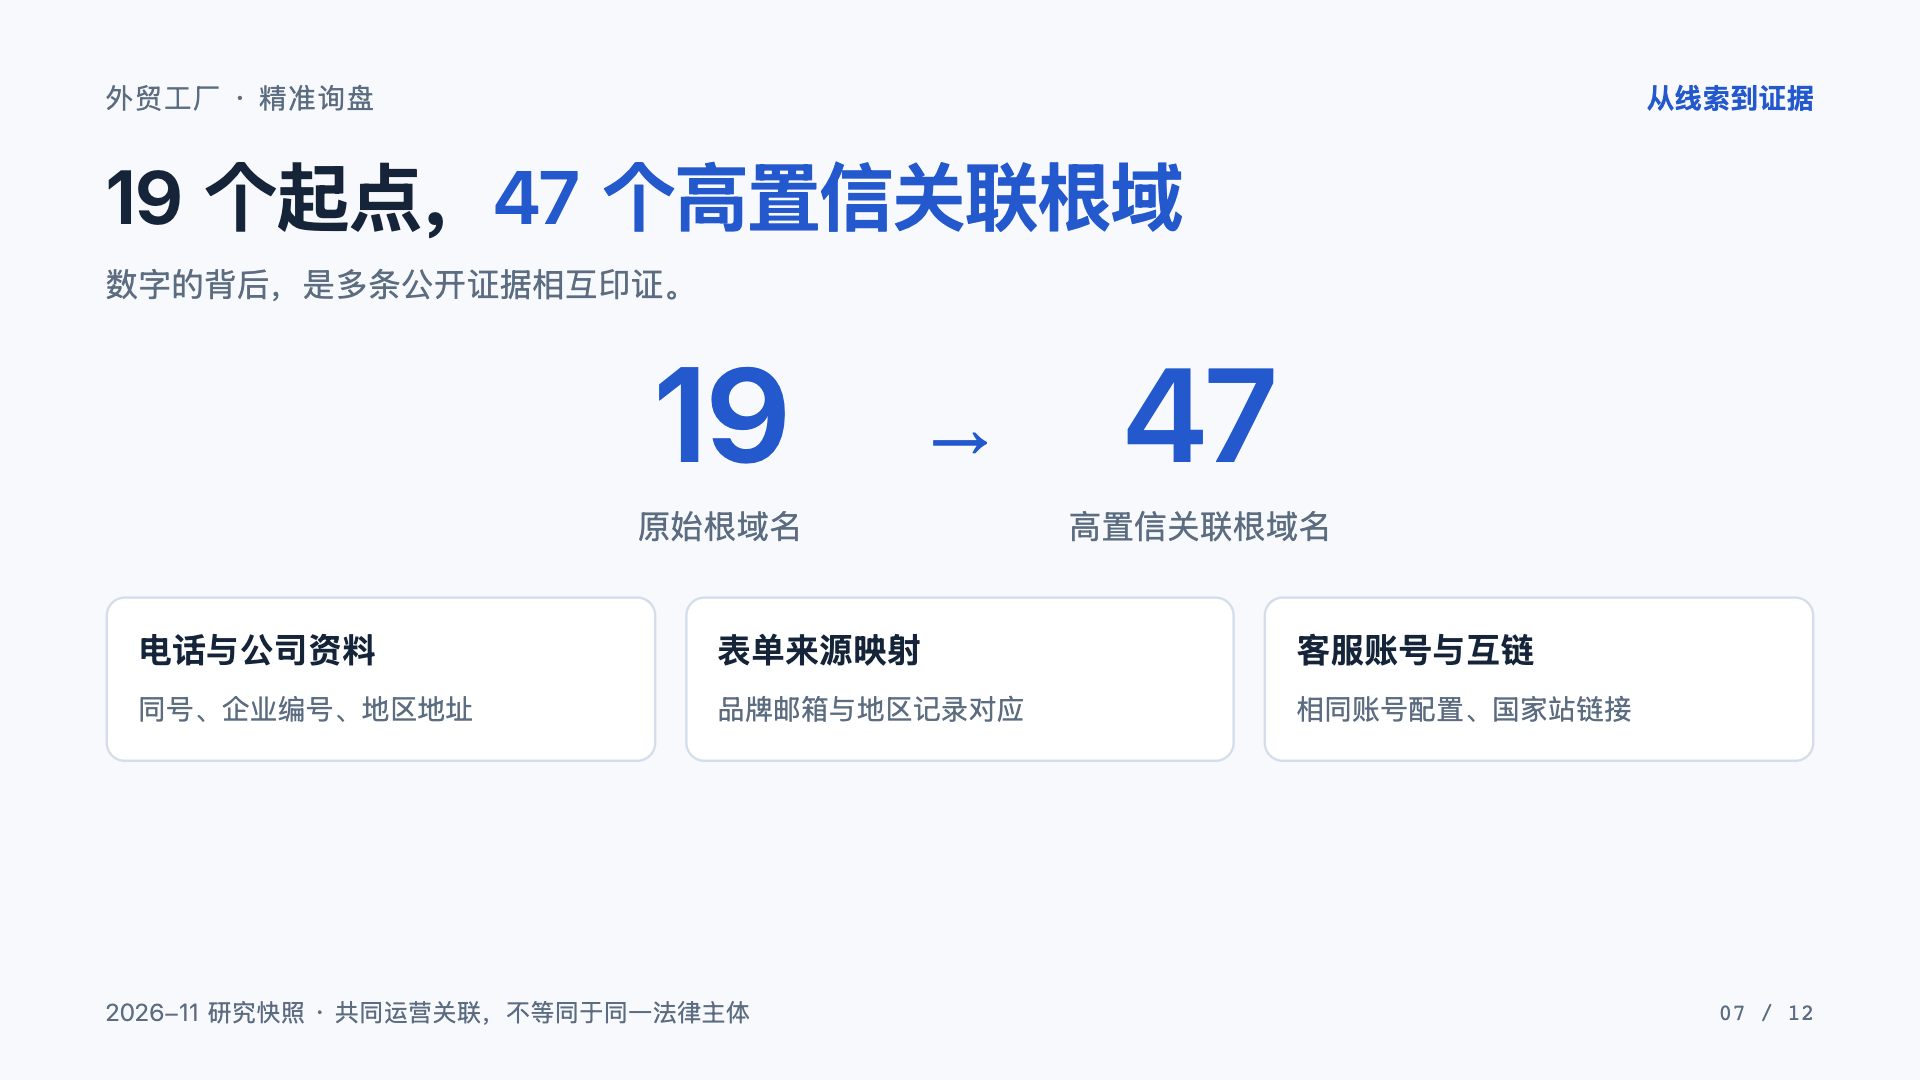 外贸工厂 · 精准询盘
从线索到证据
19 个起点，47 个高置信关联根域
数字的背后，是多条公开证据相互印证。
19 → 47
原始根域名
高置信关联根域名
电话与公司资料
同号、企业编号、地区地址
表单来源映射
品牌邮箱与地区记录对应
客服账号与互链
相同账号配置、国家站链接
2026–11 研究快照 · 共同运营关联，不等同于同一法律主体
07 / 12